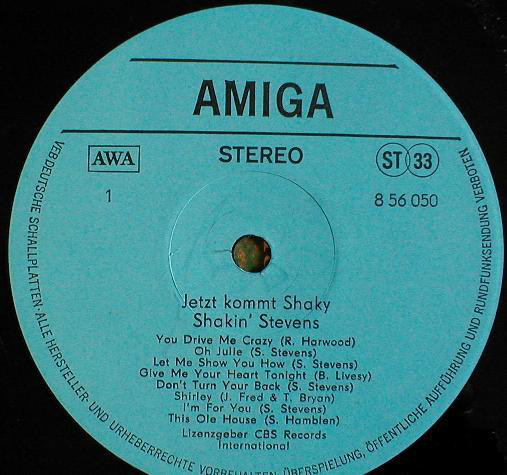 AMIGA
AWA
STEREO
ST 33
1
8 56 050
Jetzt kommt Shaky
Shakin' Stevens
You Drive Me Crazy (R. Harwood)
Oh Julie (S. Stevens)
Let Me Show You How (S. Stevens)
Give Me Your Heart Tonight (B. Livesy)
Don't Turn Your Back (S. Stevens)
Shirley (J. Fred & T. Bryan)
I'm For You (S. Stevens)
This Ole House (S. Hamblen)
Lizenzgeber CBS Records
International
VEB DEUTSCHE SCHALLPLATTEN · ALLE HERSTELLER- UND URHEBERRECHTE VORBEHALTEN · ÜBERSPIELUNG, ÖFFENTLICHE AUFFÜHRUNG UND RUNDFUNKSENDUNG VERBOTEN